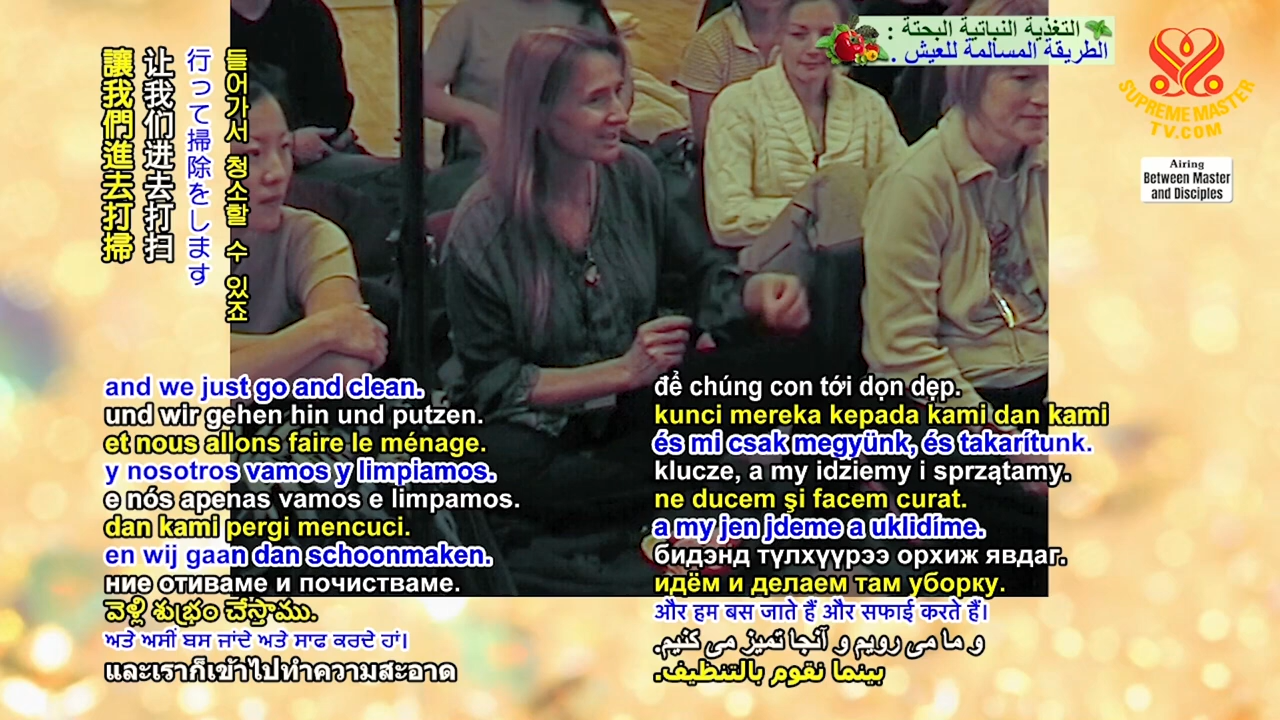 التغذية النباتية البحتة :
الطريقة المسالمة للعيش .
SUPREME MASTER
TV.COM
Airing
Between Master
and Disciples
讓我們進去打掃
让我们进去打扫
行って掃除をします
들어가서 청소할 수 있죠
and we just go and clean.
und wir gehen hin und putzen.
et nous allons faire le ménage.
y nosotros vamos y limpiamos.
e nós apenas vamos e limpamos.
dan kami pergi mencuci.
en wij gaan dan schoonmaken.
ние отиваме и почистваме.
వెళ్లి శుభ్రం చేస్తాము.
ਅਤੇ ਅਸੀਂ ਬਸ ਜਾਂਦੇ ਅਤੇ ਸਾਫ ਕਰਦੇ ਹਾਂ।
และเราก็เข้าไปทำความสะอาด
để chúng con tới dọn dẹp.
kunci mereka kepada kami dan kami
és mi csak megyünk, és takarítunk.
klucze, a my idziemy i sprzątamy.
ne ducem şi facem curat.
a my jen jdeme a uklidíme.
бидэнд түлхүүрээ орхиж явдаг.
идём и делаем там уборку.
और हम बस जाते हैं और सफाई करते हैं।
و ما می رویم و آنجا تمیز می کنیم.
بينما نقوم بالتنظيف.